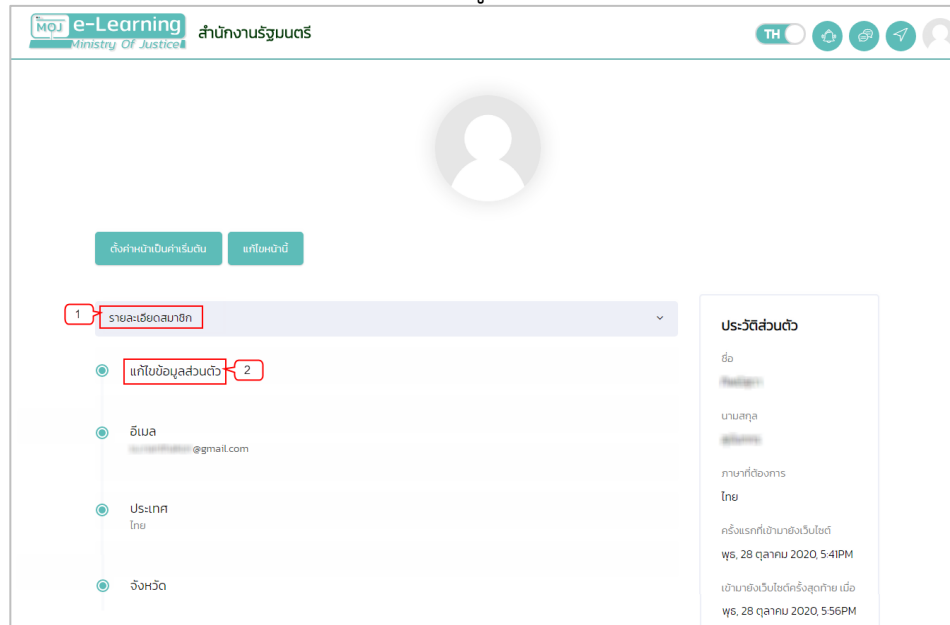 MOJ e-Learning
Ministry Of Justice
สำนักงานรัฐมนตรี
TH
ตั้งค่าหน้าเป็นค่าเริ่มต้น
แก้ไขหน้านี้
1
รายละเอียดสมาชิก
แก้ไขข้อมูลส่วนตัว
2
อีเมล
@gmail.com
ประเทศ
ไทย
จังหวัด
ประวัติส่วนตัว
ชื่อ
นามสกุล
ภาษาที่ต้องการ
ไทย
ครั้งแรกที่เข้ามายังเว็บไซต์
พุธ, 28 ตุลาคม 2020, 5:41PM
เข้ามายังเว็บไซต์ครั้งสุดท้าย เมื่อ
พุธ, 28 ตุลาคม 2020, 5:56PM